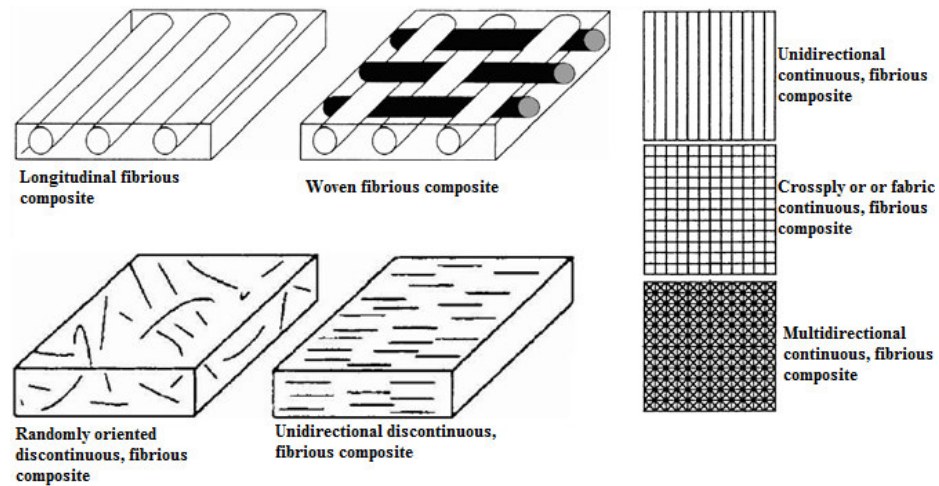 Longitudinal fibrious
composite
Woven fibrious composite
Unidirectional
continuous, fibrious
composite
Crossply or or fabric
continuous, fibrious
composite
Multidirectional
continuous, fibrious
composite
Randomly oriented
discontinuous, fibrious
composite
Unidirectional discontinuous,
fibrious composite